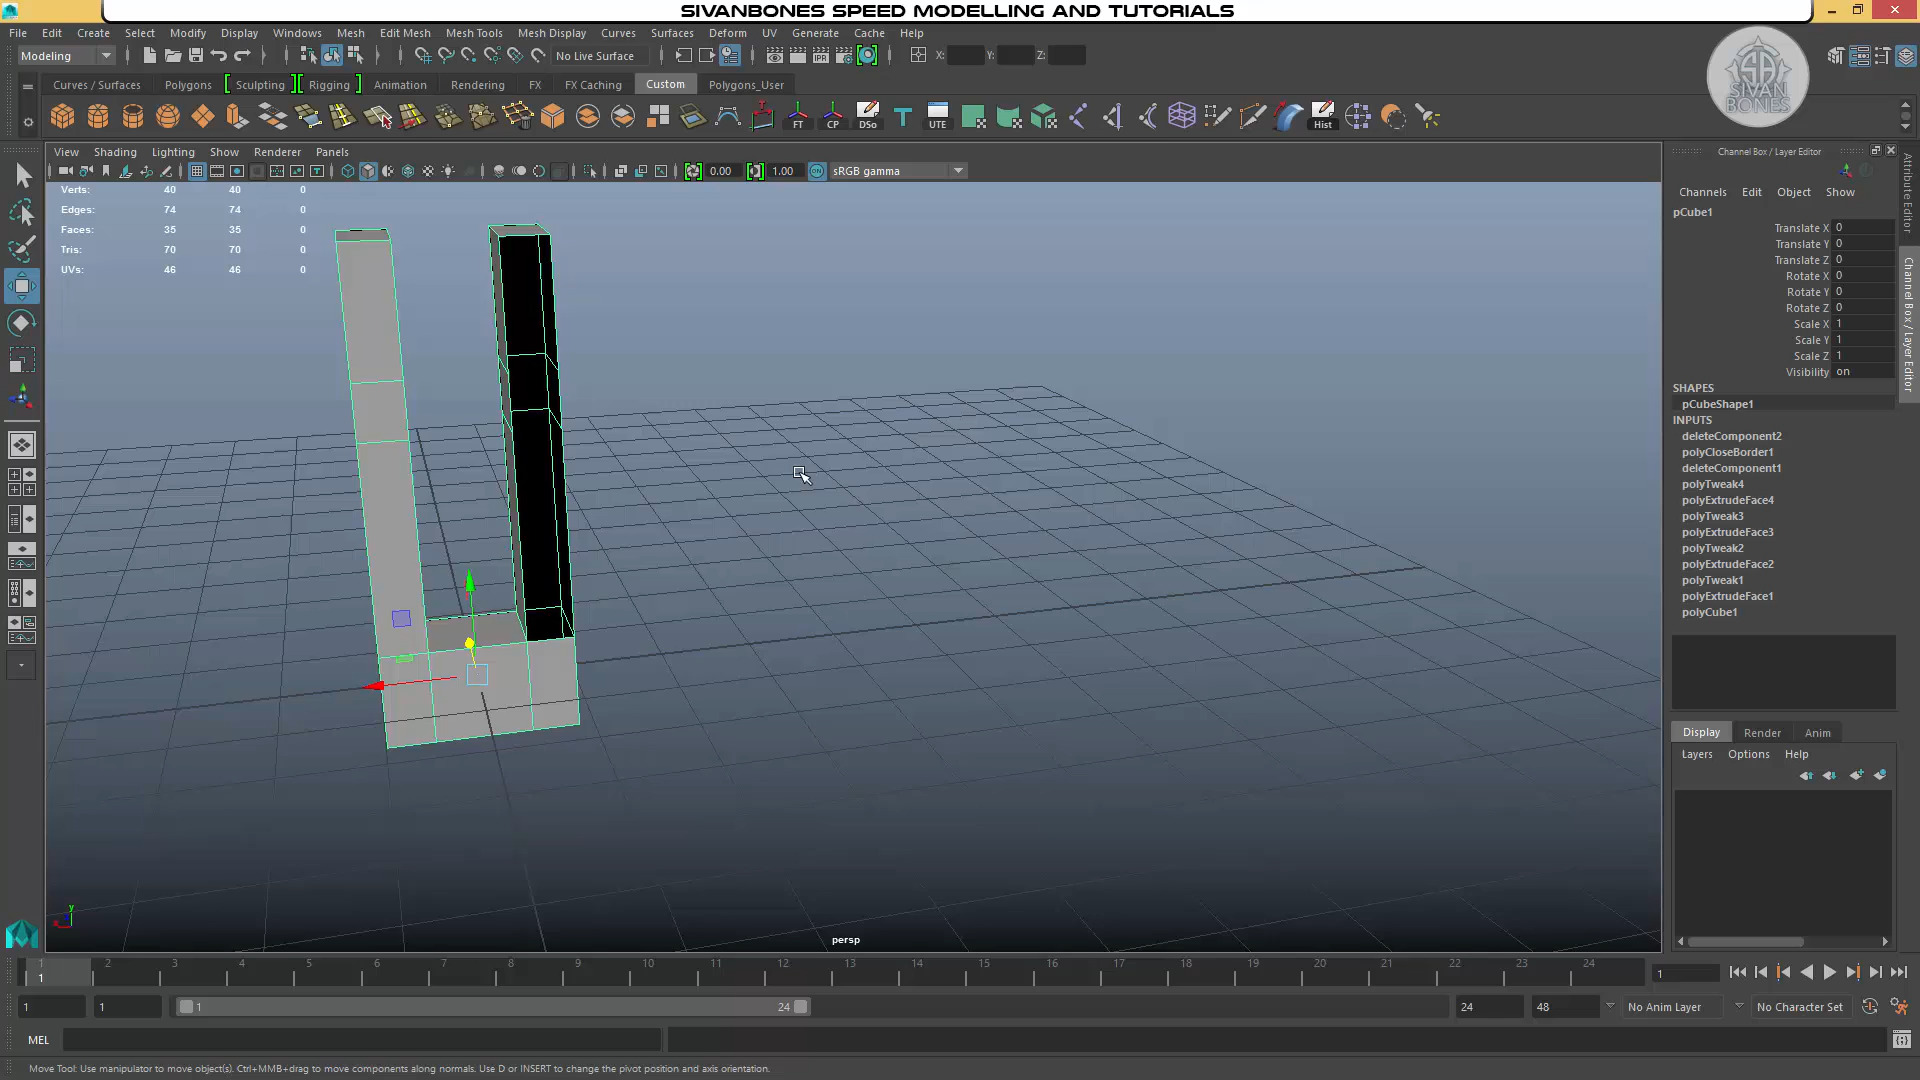 SIVANBONES SPEED MODELLING AND TUTORIALS
File Edit Create Select Modify Display Windows Mesh Edit Mesh Mesh Tools Mesh Display Curves Surfaces Deform UV Generate Cache Help
Modeling No Live Surface X: Y: Z:
SIVAN
BONES
Curves / Surfaces Polygons Sculpting Rigging Animation Rendering FX FX Caching Custom Polygons_User
FT CP DSo UTE Hist
View Shading Lighting Show Renderer Panels
0.00 1.00 sRGB gamma
Verts: 40 40 0
Edges: 74 74 0
Faces: 35 35 0
Tris: 70 70 0
UVs: 46 46 0
persp
y
Channel Box / Layer Editor
Channels Edit Object Show
pCube1
Translate X 0
Translate Y 0
Translate Z 0
Rotate X 0
Rotate Y 0
Rotate Z 0
Scale X 1
Scale Y 1
Scale Z 1
Visibility on
SHAPES
pCubeShape1
INPUTS
deleteComponent2
polyCloseBorder1
deleteComponent1
polyTweak4
polyExtrudeFace4
polyTweak3
polyExtrudeFace3
polyTweak2
polyExtrudeFace2
polyTweak1
polyExtrudeFace1
polyCube1
Display Render Anim
Layers Options Help
Attribute Editor
Channel Box / Layer Editor
1 2 3 4 5 6 7 8 9 10 11 12 13 14 15 16 17 18 19 20 21 22 23 24
1 1
1 1 1 24 24 48 No Anim Layer No Character Set
MEL
Move Tool: Use manipulator to move object(s). Ctrl+MMB+drag to move components along normals. Use D or INSERT to change the pivot position and axis orientation.